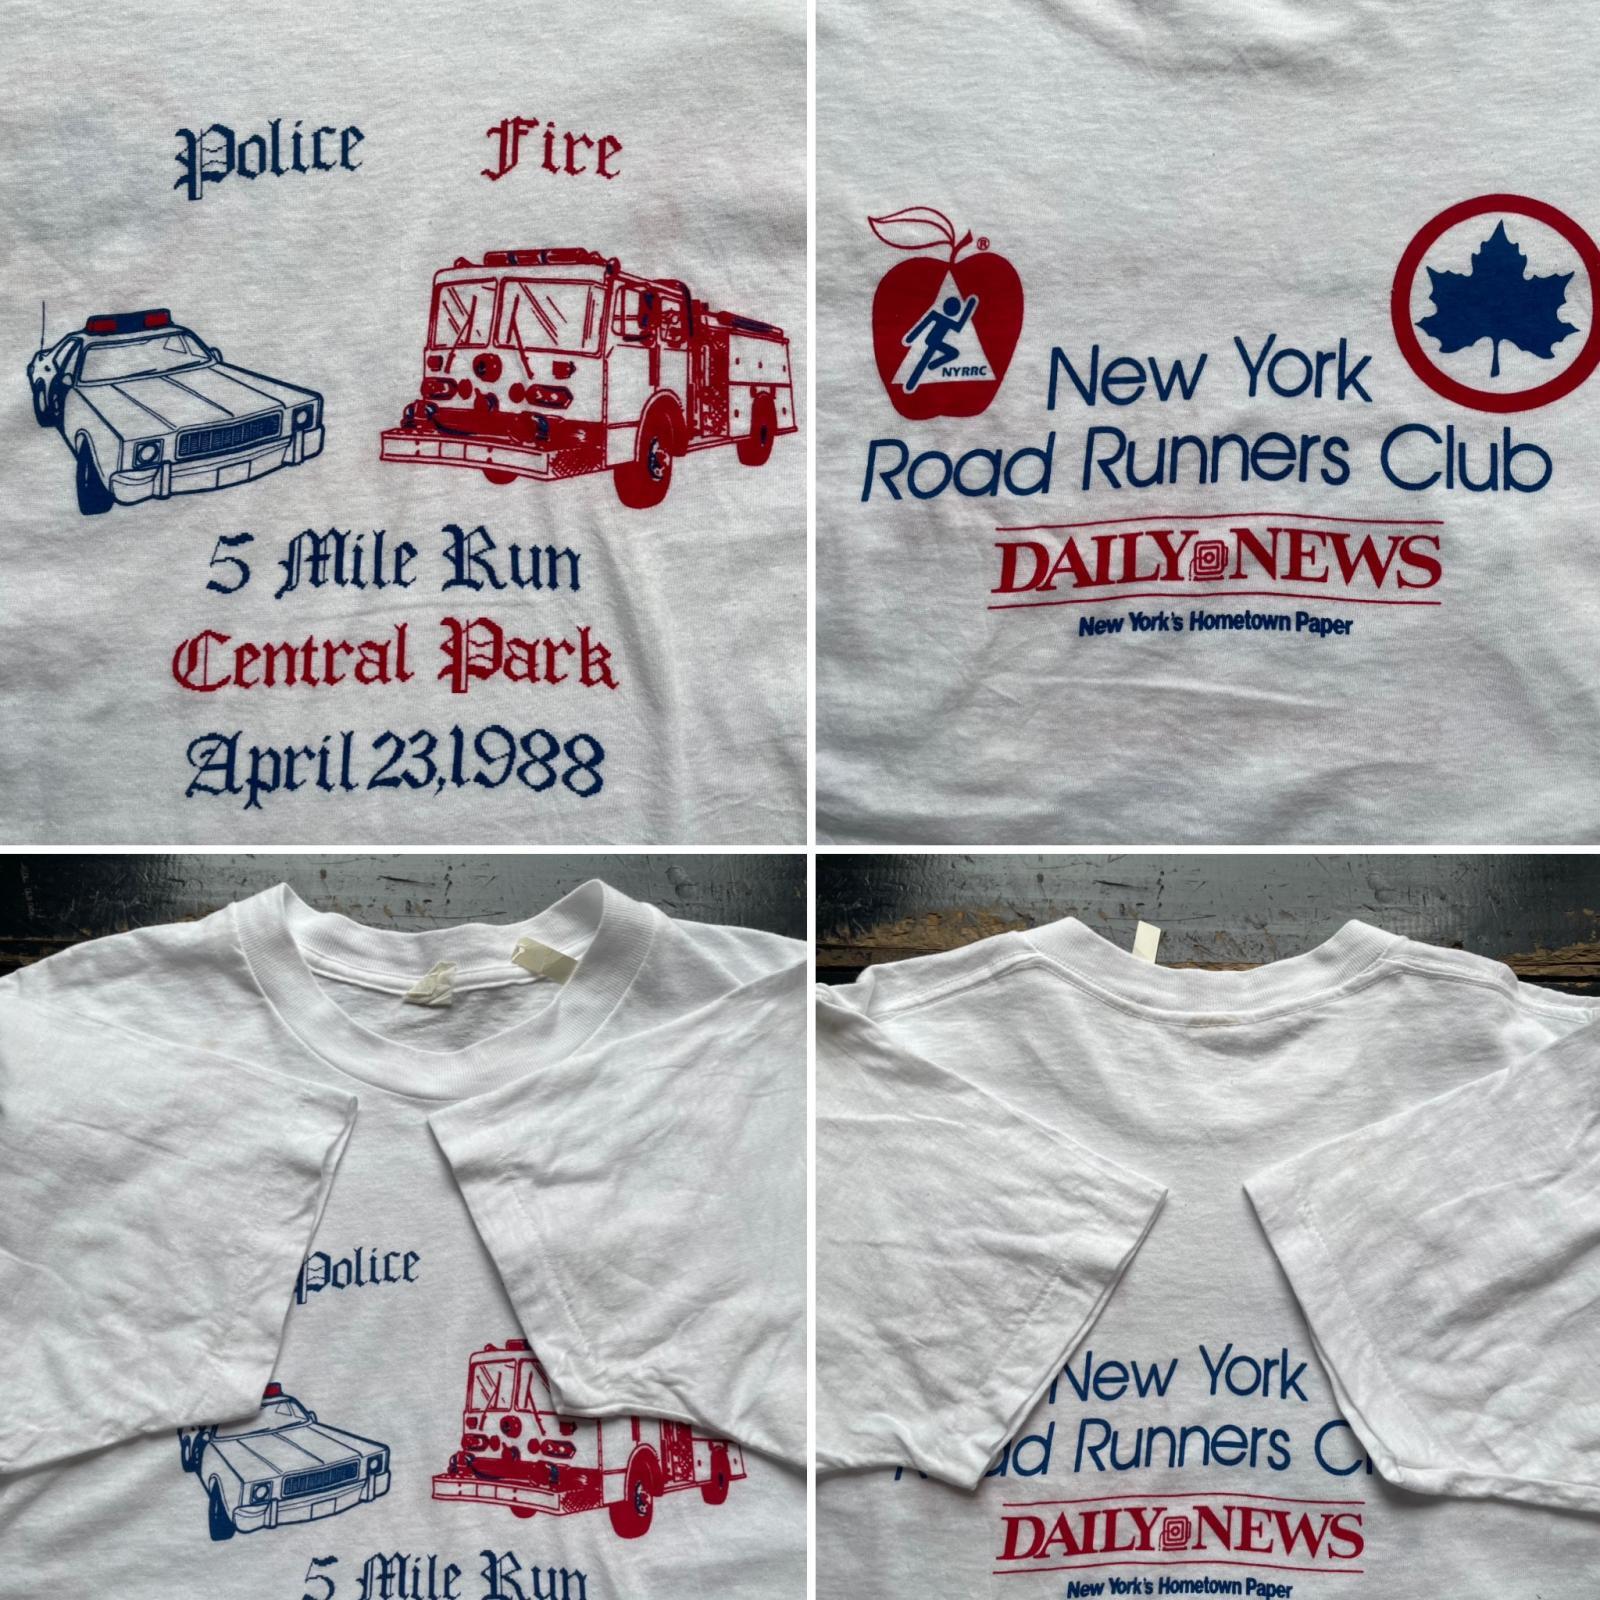 Police Fire
5 Mile Run
Central Park
April 23, 1988
®
NYRRC
New York
Road Runners Club
DAILY NEWS
New York's Hometown Paper
Police
5 Mile Run
New York
Runners
DAILY NEWS
New York's Hometown Paper